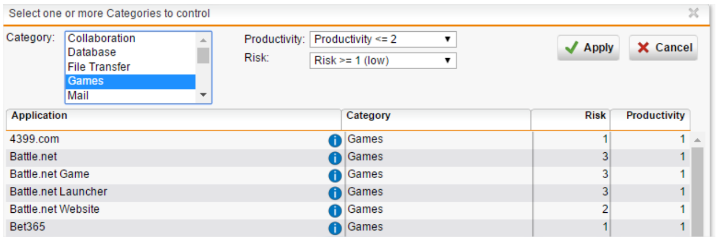 Select one or more Categories to control
Category: Collaboration Productivity: Productivity <= 2 Apply Cancel
Database Risk: Risk >= 1 (low)
File Transfer
Games
Mail
Application Category Risk Productivity
4399.com Games 1 1
Battle.net Games 3 1
Battle.net Game Games 3 1
Battle.net Launcher Games 3 1
Battle.net Website Games 2 1
Bet365 Games 1 1